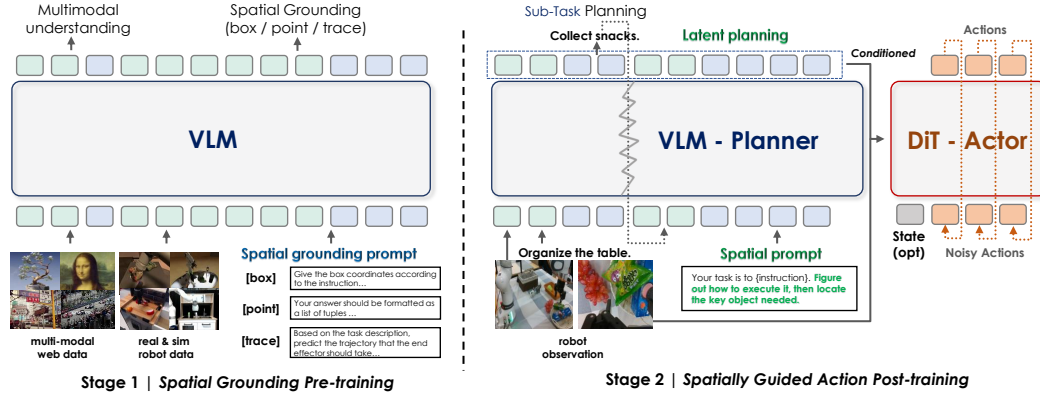 Multimodal
understanding
Spatial Grounding
(box / point / trace)
VLM
Spatial grounding prompt
[box]
Give the box coordinates according
to the instruction...
[point]
Your answer should be formatted as
a list of tuples ...
[trace]
Based on the task description,
predict the trajectory that the end
effector should take...
multi-modal
web data
real & sim
robot data
Stage 1 | Spatial Grounding Pre-training
Sub-Task Planning
Collect snacks.
Latent planning
Conditioned
Actions
VLM - Planner
DiT - Actor
Organize the table.
Spatial prompt
Your task is to {instruction}. Figure
out how to execute it, then locate
the key object needed.
robot
observation
State
(opt)
Noisy Actions
Stage 2 | Spatially Guided Action Post-training